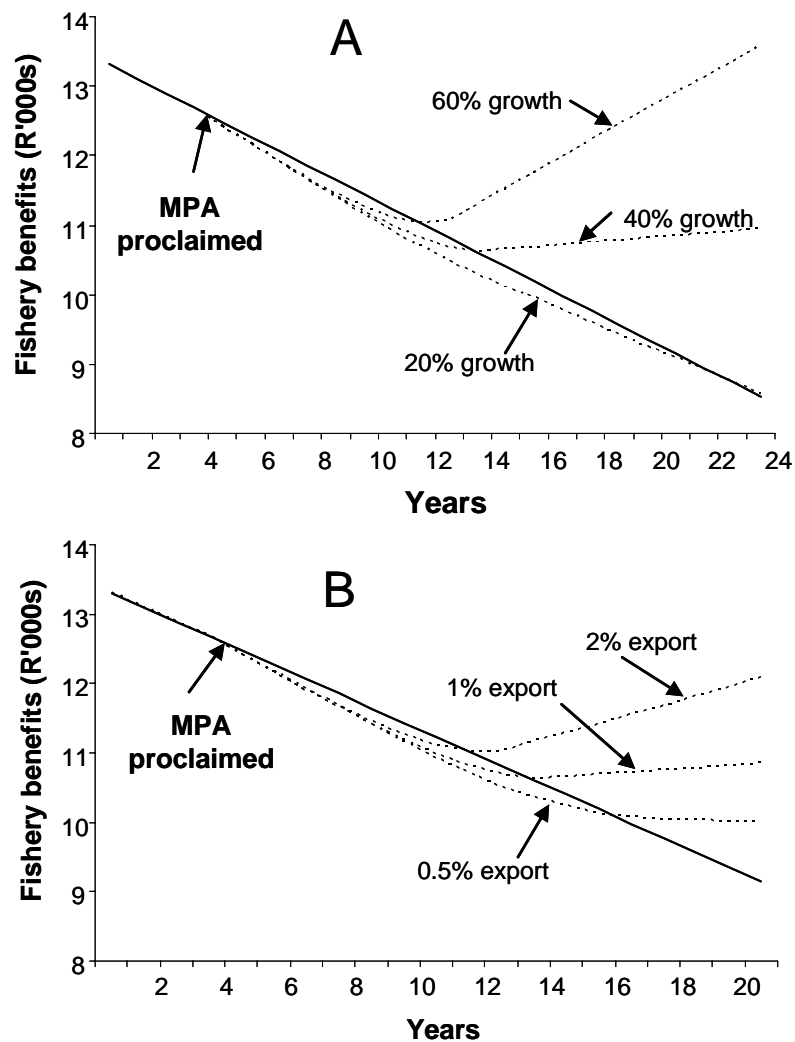 A
Fishery benefits (R'000s)
14
13
12
11
10
9
8
60% growth
MPA
proclaimed
40% growth
20% growth
2 4 6 8 10 12 14 16 18 20 22 24
Years
B
Fishery benefits (R'000s)
14
13
12
11
10
9
8
2% export
1% export
MPA
proclaimed
0.5% export
2 4 6 8 10 12 14 16 18 20
Years